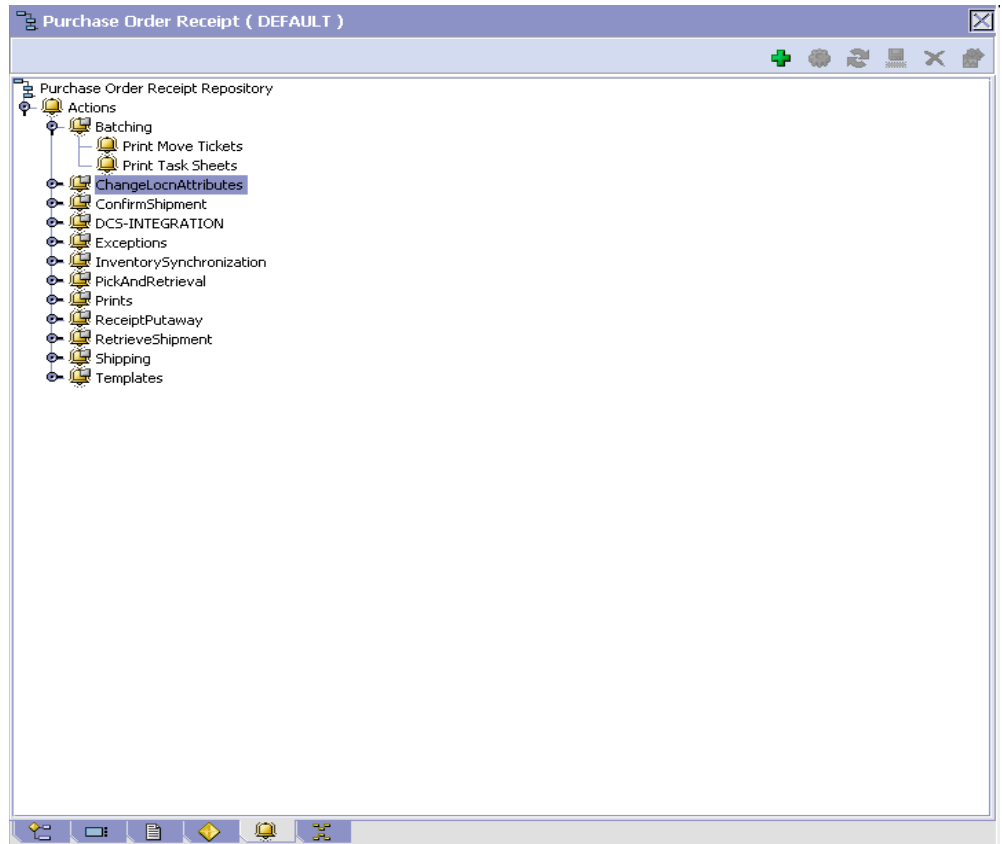 Purchase Order Receipt ( DEFAULT )
Purchase Order Receipt Repository
Actions
Batching
Print Move Tickets
Print Task Sheets
ChangeLocnAttributes
ConfirmShipment
DCS-INTEGRATION
Exceptions
InventorySynchronization
PickAndRetrieval
Prints
ReceiptPutaway
RetrieveShipment
Shipping
Templates